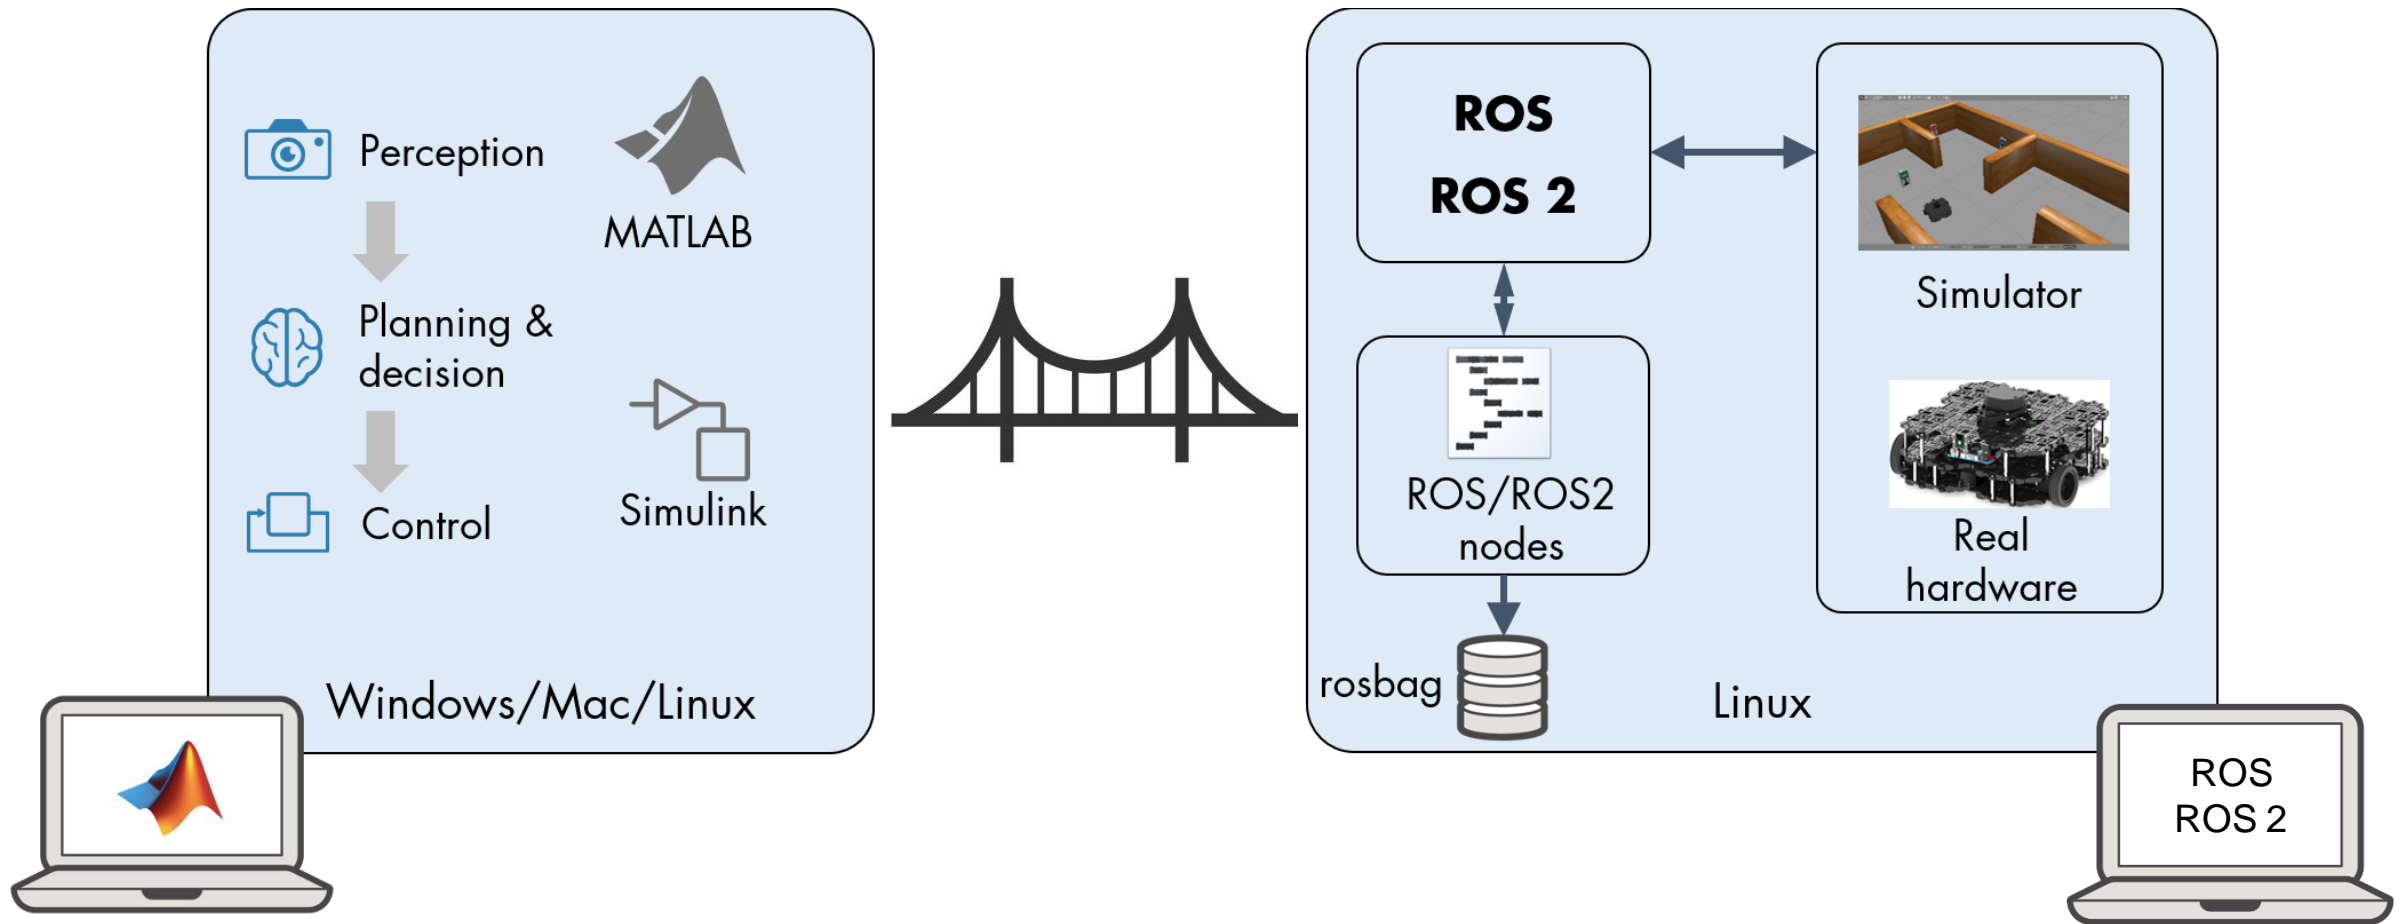 Perception
MATLAB
Planning &
decision
Simulink
Control
Windows/Mac/Linux
ROS
ROS 2
Simulator
ROS/ROS2
nodes
Real
hardware
rosbag
Linux
ROS
ROS 2